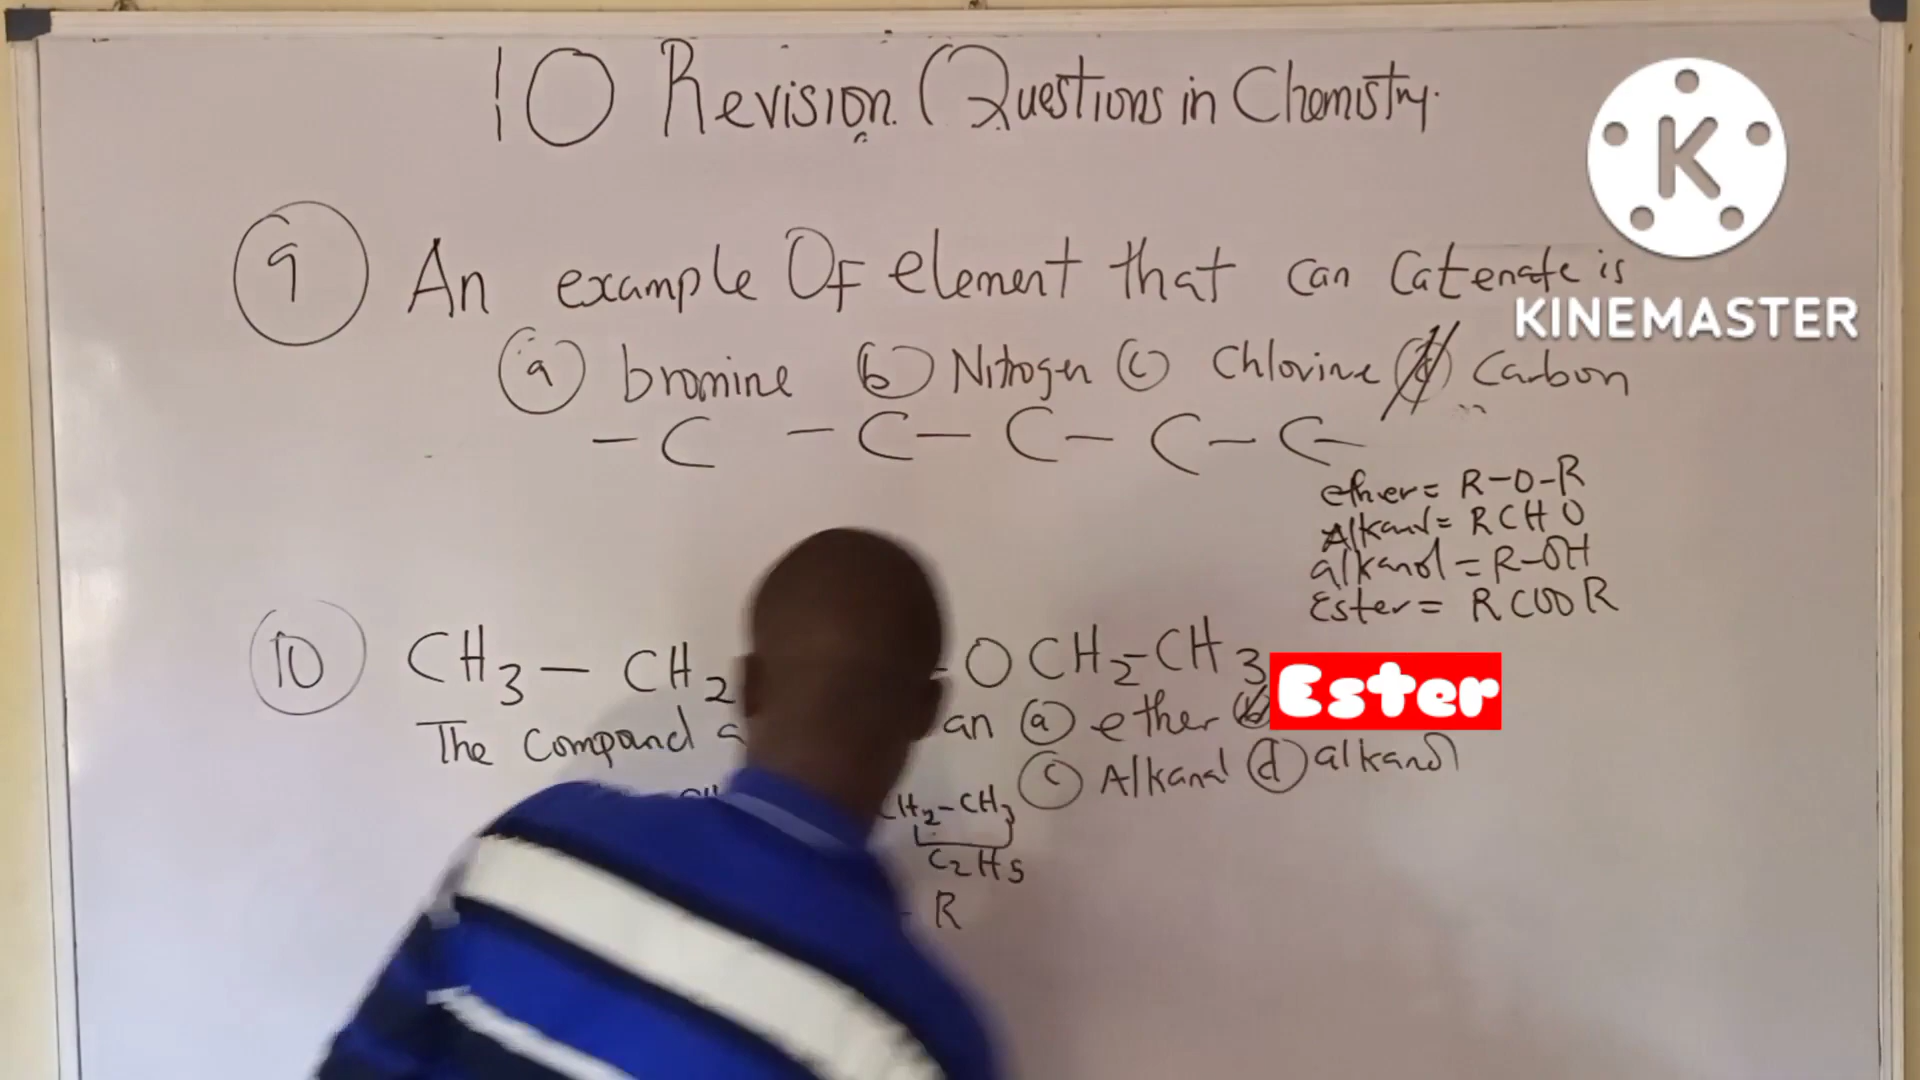 10 Revision Questions in Chemistry.
KINEMASTER
9 An example Of element that can Catenate is
(a) bromine (b) Nitrogen (c) Chlorine Carbon
- C - C - C - C - C -
ether = R-O-R
Alkanal = RCHO
alkanol = R-OH
Ester = RCOOR
10 CH3 - CH2 - OCH2-CH3
The Compound an (a) ether (b) Ester
(c) Alkanal (d) alkanol
CH2-CH3
C2H5
R